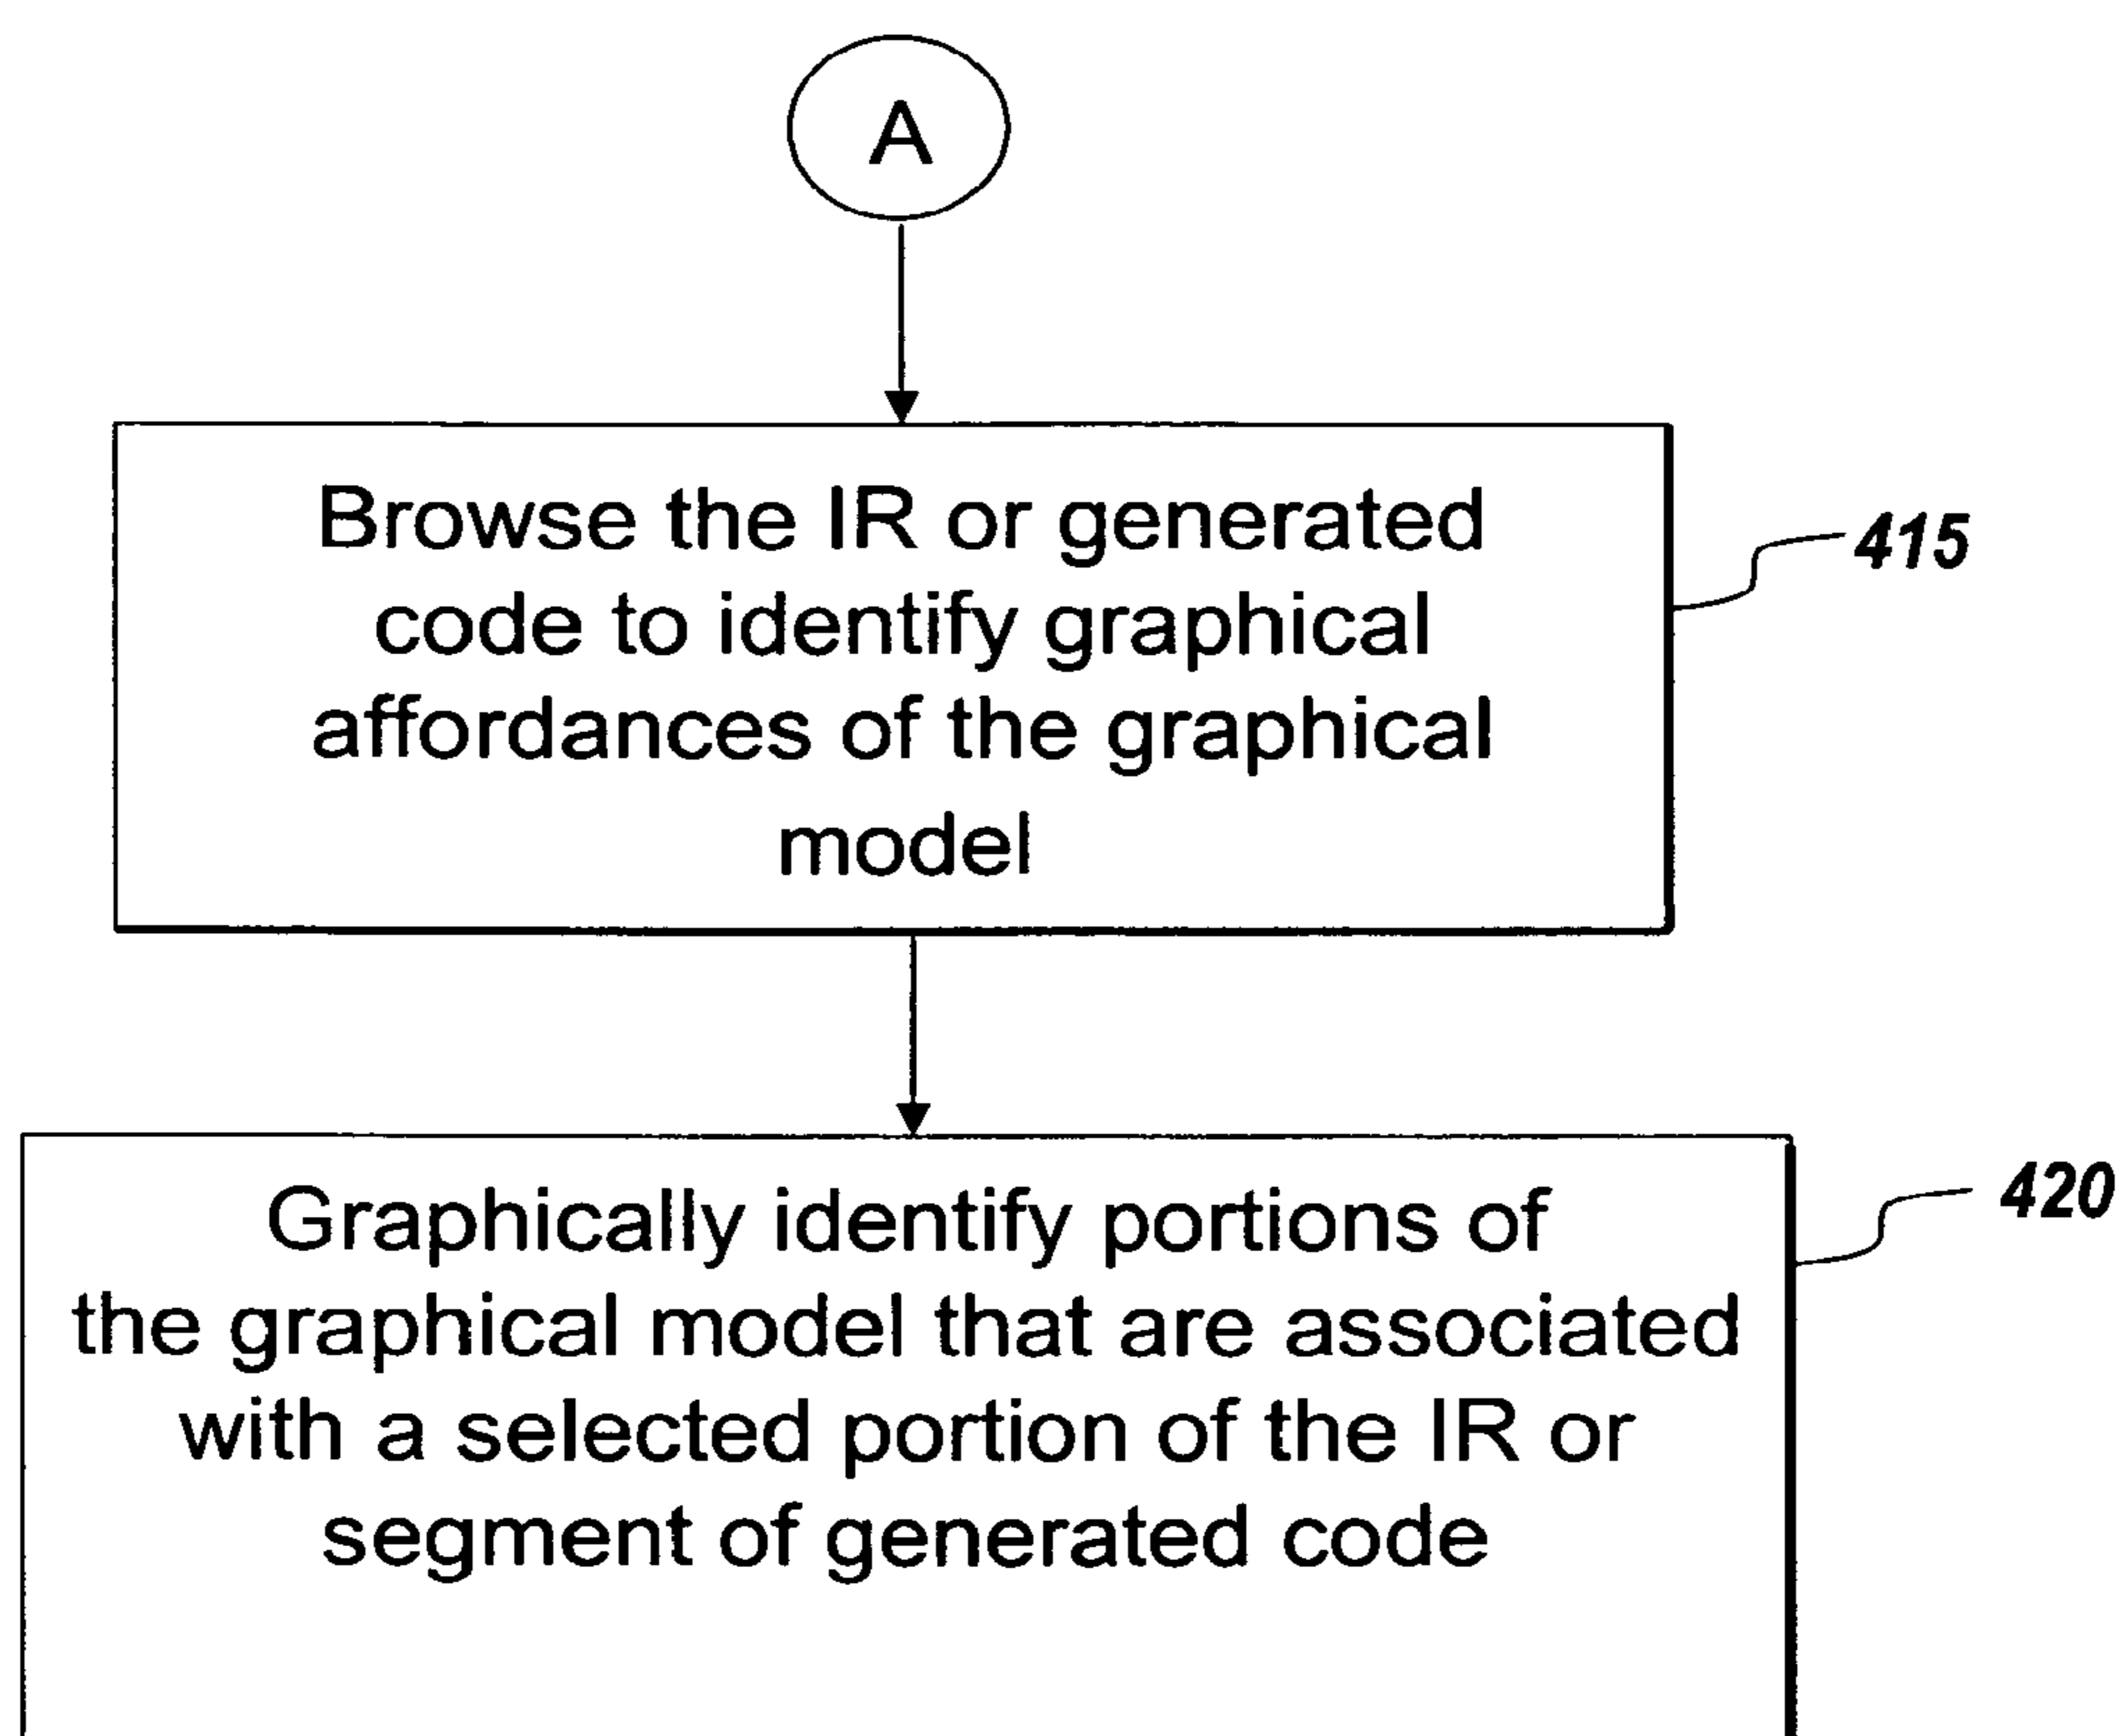 A
Browse the IR or generated
code to identify graphical
affordances of the graphical
model
415
Graphically identify portions of
the graphical model that are associated
with a selected portion of the IR or
segment of generated code
420